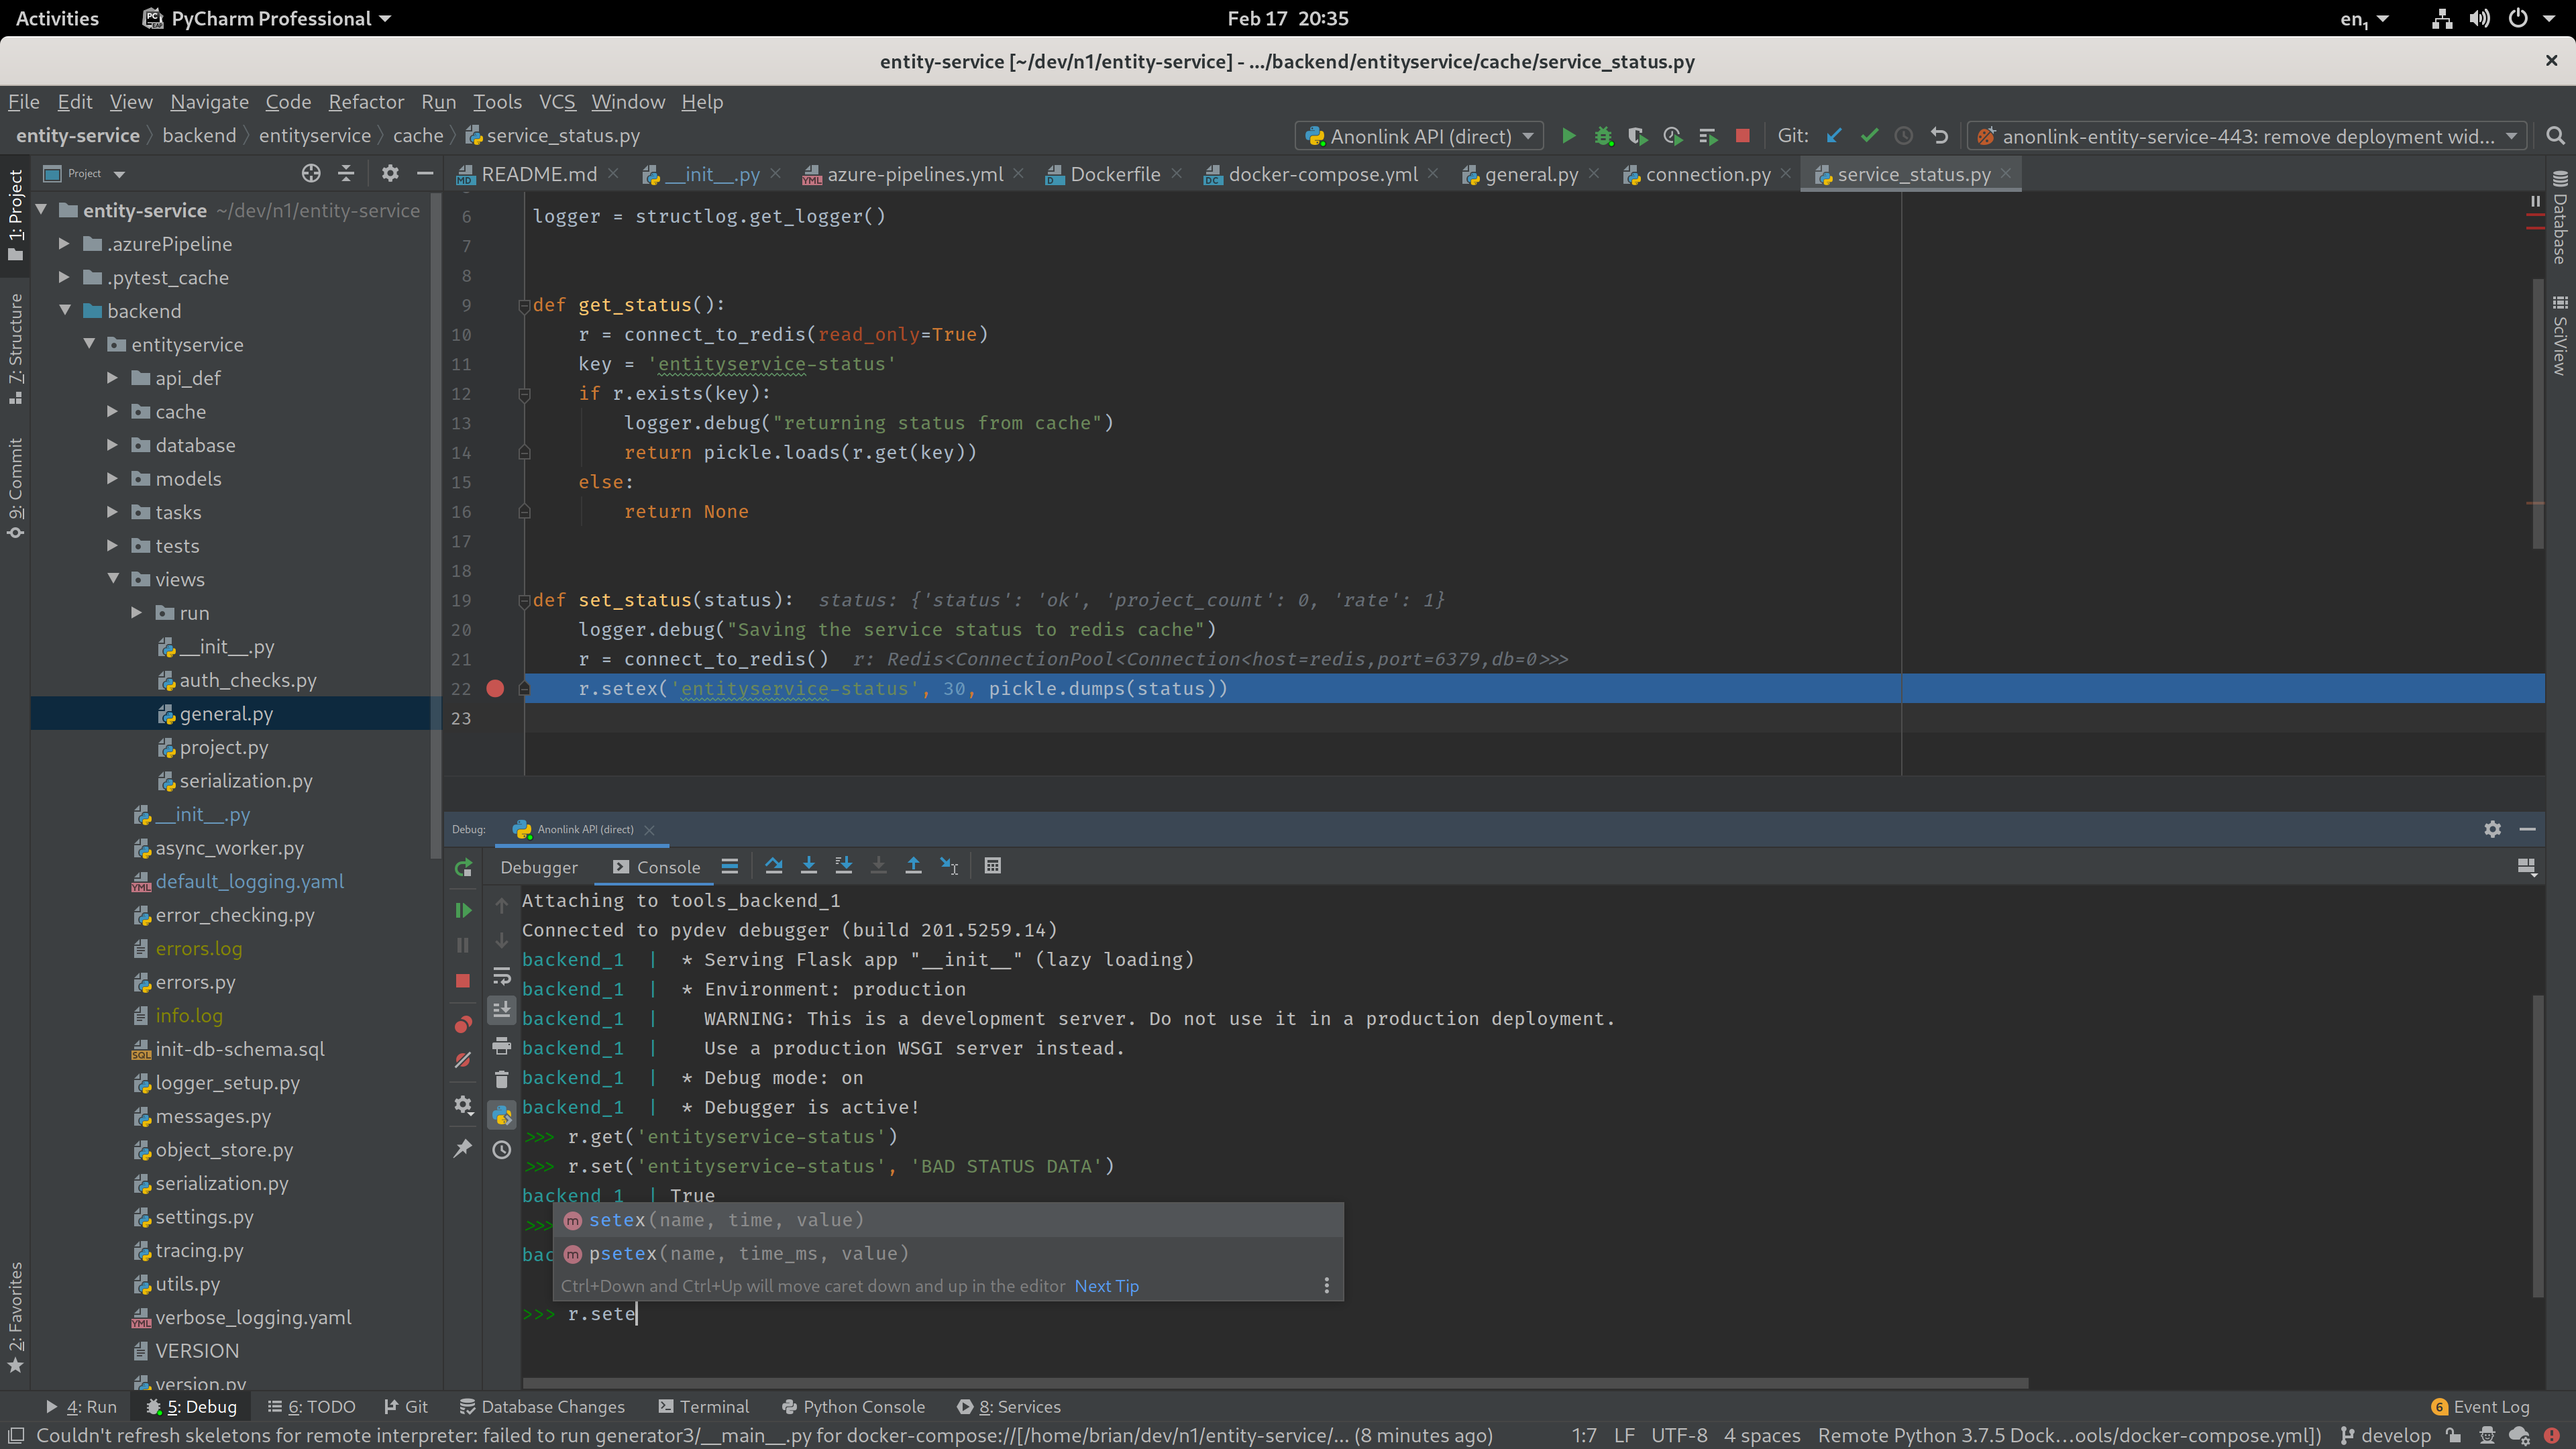 Activities PyCharm Professional Feb 17 20:35 en1
entity-service [~/dev/n1/entity-service] - .../backend/entityservice/cache/service_status.py
File Edit View Navigate Code Refactor Run Tools VCS Window Help
entity-service backend entityservice cache service_status.py Anonlink API (direct) Git: anonlink-entity-service-443: remove deployment wid...
Project README.md __init__.py azure-pipelines.yml Dockerfile docker-compose.yml general.py connection.py service_status.py
1: Project
7: Structure
9: Commit
2: Favorites
entity-service ~/dev/n1/entity-service
.azurePipeline
.pytest_cache
backend
entityservice
api_def
cache
database
models
tasks
tests
views
run
__init__.py
auth_checks.py
general.py
project.py
serialization.py
__init__.py
async_worker.py
default_logging.yaml
error_checking.py
errors.log
errors.py
info.log
init-db-schema.sql
logger_setup.py
messages.py
object_store.py
serialization.py
settings.py
tracing.py
utils.py
verbose_logging.yaml
VERSION
version.py
6 logger = structlog.get_logger()
7
8
9 def get_status():
10 r = connect_to_redis(read_only=True)
11 key = 'entityservice-status'
12 if r.exists(key):
13 logger.debug("returning status from cache")
14 return pickle.loads(r.get(key))
15 else:
16 return None
17
18
19 def set_status(status): status: {'status': 'ok', 'project_count': 0, 'rate': 1}
20 logger.debug("Saving the service status to redis cache")
21 r = connect_to_redis() r: Redis<ConnectionPool<Connection<host=redis,port=6379,db=0>>>
22 r.setex('entityservice-status', 30, pickle.dumps(status))
23
Database
SciView
Debug: Anonlink API (direct)
Debugger Console
Attaching to tools_backend_1
Connected to pydev debugger (build 201.5259.14)
backend_1 | * Serving Flask app "__init__" (lazy loading)
backend_1 | * Environment: production
backend_1 | WARNING: This is a development server. Do not use it in a production deployment.
backend_1 | Use a production WSGI server instead.
backend_1 | * Debug mode: on
backend_1 | * Debugger is active!
>>> r.get('entityservice-status')
>>> r.set('entityservice-status', 'BAD STATUS DATA')
backend_1 | True
>>> setex(name, time, value)
bac psetex(name, time_ms, value)
Ctrl+Down and Ctrl+Up will move caret down and up in the editor Next Tip
>>> r.sete
4: Run 5: Debug 6: TODO Git Database Changes Terminal Python Console 8: Services 6 Event Log
Couldn't refresh skeletons for remote interpreter: failed to run generator3/__main__.py for docker-compose://[/home/brian/dev/n1/entity-service/... (8 minutes ago) 1:7 LF UTF-8 4 spaces Remote Python 3.7.5 Dock...ools/docker-compose.yml]) develop